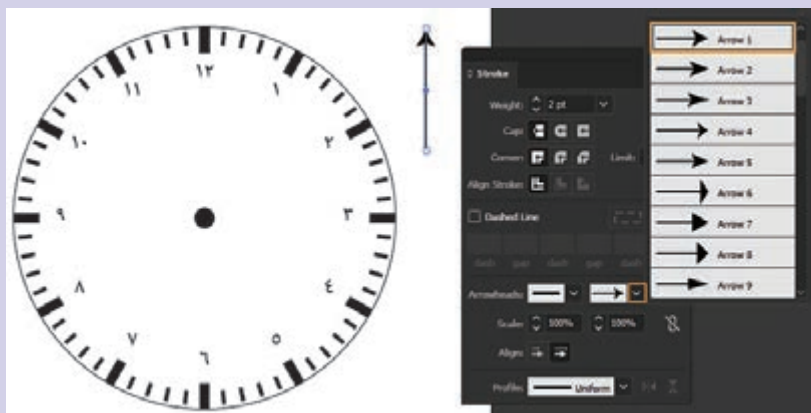 ١٢
١
٢
٣
٤
٥
٦
٧
٨
٩
١٠
١١
Stroke
Weight: 2 pt
Cap:
Corner: Limit:
Align Stroke:
Dashed Line
dash gap dash gap dash
Arrowheads:
Scale: 100% 100%
Align:
Profile: Uniform
Arrow 1
Arrow 2
Arrow 3
Arrow 4
Arrow 5
Arrow 6
Arrow 7
Arrow 8
Arrow 9